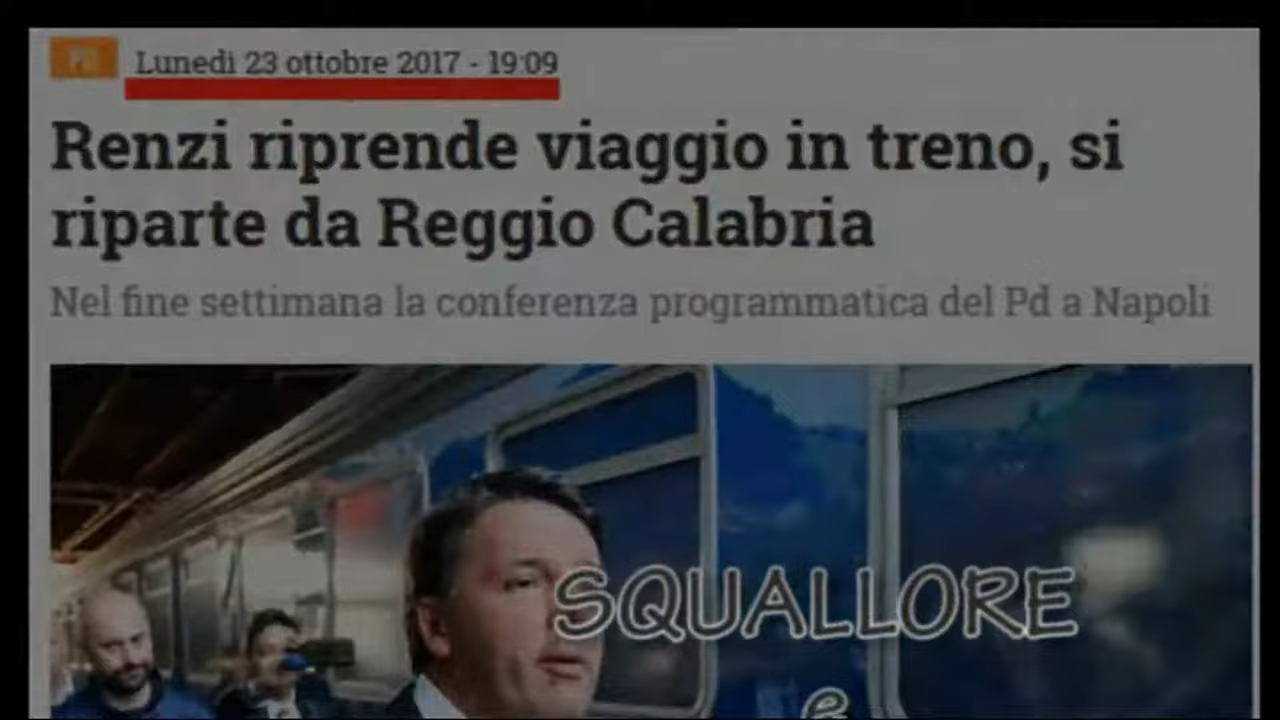 Pd
Lunedì 23 ottobre 2017 - 19:09
Renzi riprende viaggio in treno, si
riparte da Reggio Calabria
Nel fine settimana la conferenza programmatica del Pd a Napoli
SQUALLORE
e